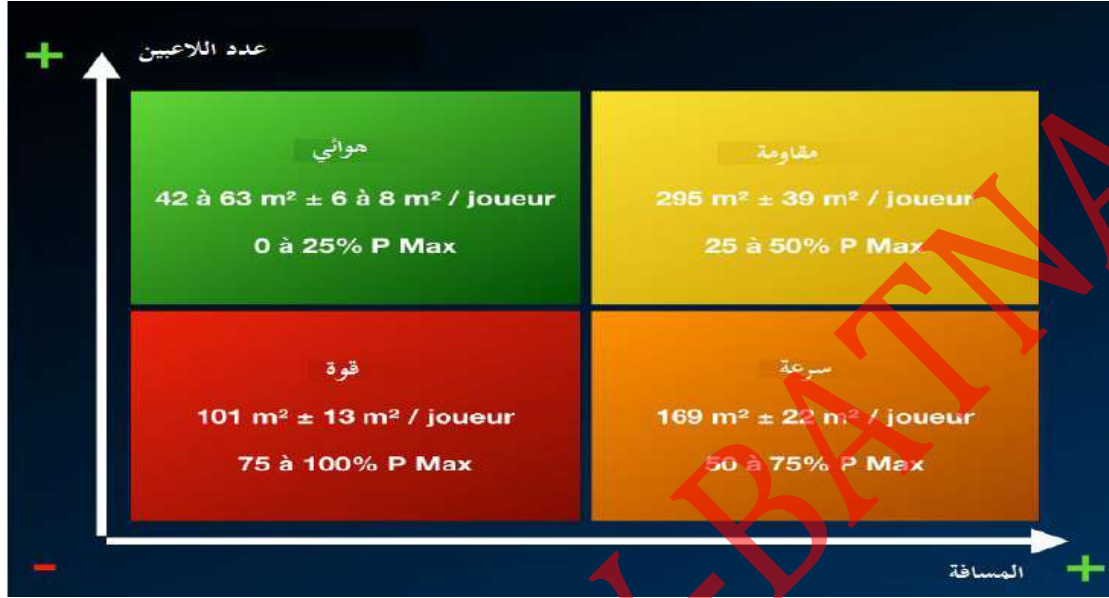 +
عدد اللاعبين
هوائي
42 à 63 m² ± 6 à 8 m² / joueur
0 à 25% P Max
مقاومة
295 m² ± 39 m² / joueur
25 à 50% P Max
قوة
101 m² ± 13 m² / joueur
75 à 100% P Max
سرعة
169 m² ± 22 m² / joueur
50 à 75% P Max
-
المسافة
+
-BATNA